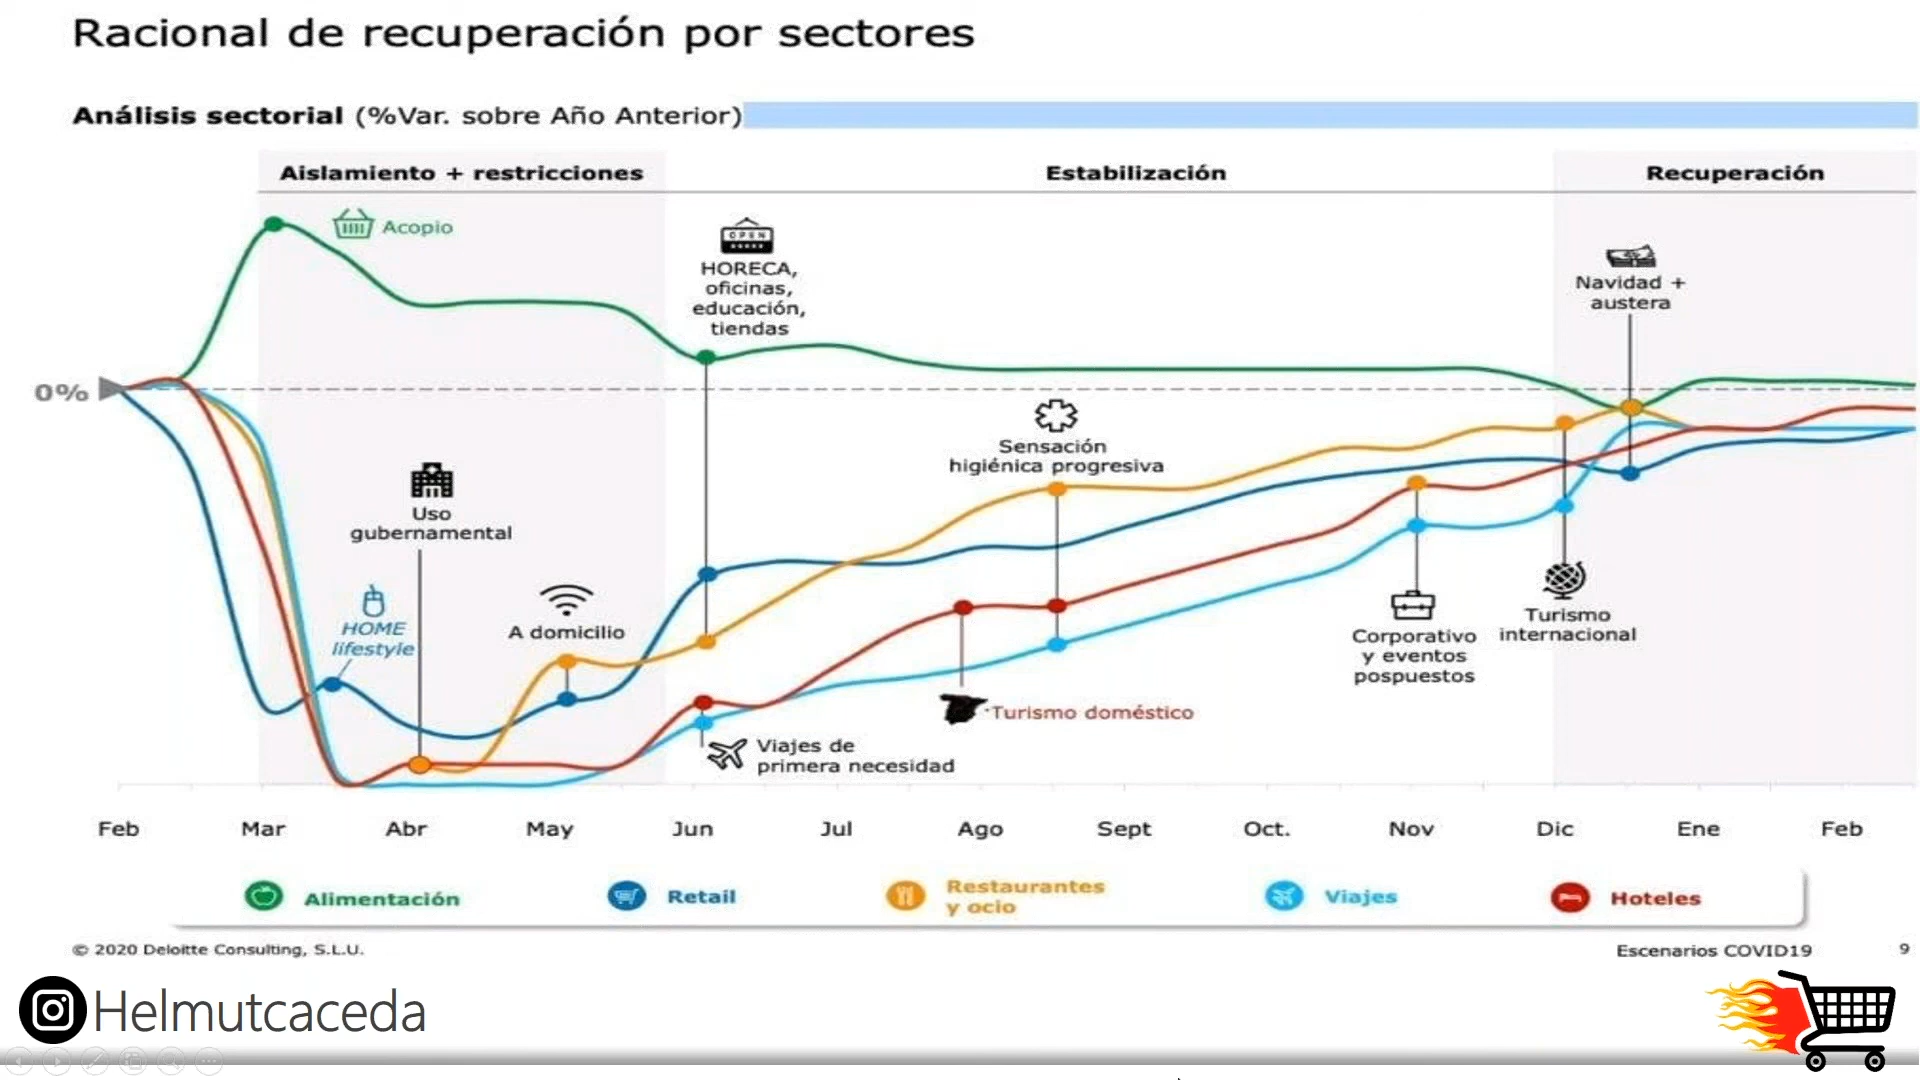 Racional de recuperación por sectores
Análisis sectorial (%Var. sobre Año Anterior)
Aislamiento + restricciones
Estabilización
Recuperación
Acopio
OPEN
HORECA,
oficinas,
educación,
tiendas
Navidad +
austera
0%
Sensación
higiénica progresiva
Uso
gubernamental
HOME
lifestyle
A domicilio
Turismo
internacional
Corporativo
y eventos
pospuestos
Turismo doméstico
Viajes de
primera necesidad
Feb Mar Abr May Jun Jul Ago Sept Oct. Nov Dic Ene Feb
Alimentación
Retail
Restaurantes
y ocio
Viajes
Hoteles
© 2020 Deloitte Consulting, S.L.U.
Escenarios COVID19 9
Helmutcaceda